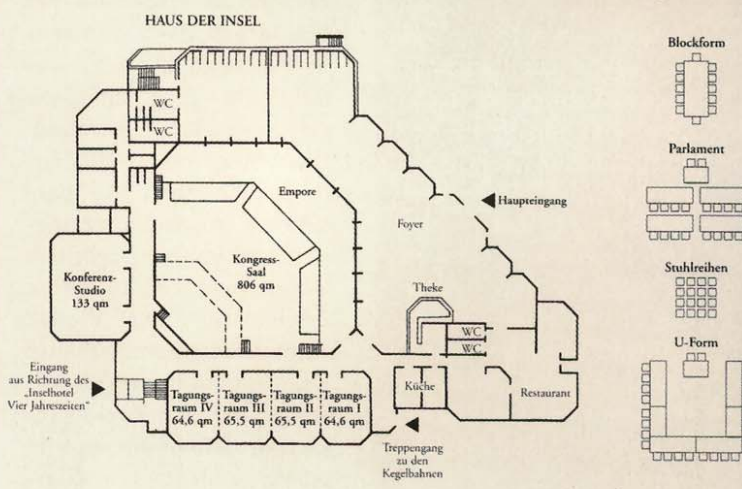 HAUS DER INSEL
WC
WC
Empore
Haupteingang
Foyer
Kongress-
Saal
806 qm
Konferenz-
Studio
133 qm
Theke
WC
WC
Eingang
aus Richtung des
„Inselhotel
Vier Jahreszeiten"
Tagungs-
raum IV
64,6 qm
Tagungs-
raum III
65,5 qm
Tagungs-
raum II
65,5 qm
Tagungs-
raum I
64,6 qm
Küche
Restaurant
Treppengang
zu den
Kegelbahnen
Blockform
Parlament
Stuhlreihen
U-Form